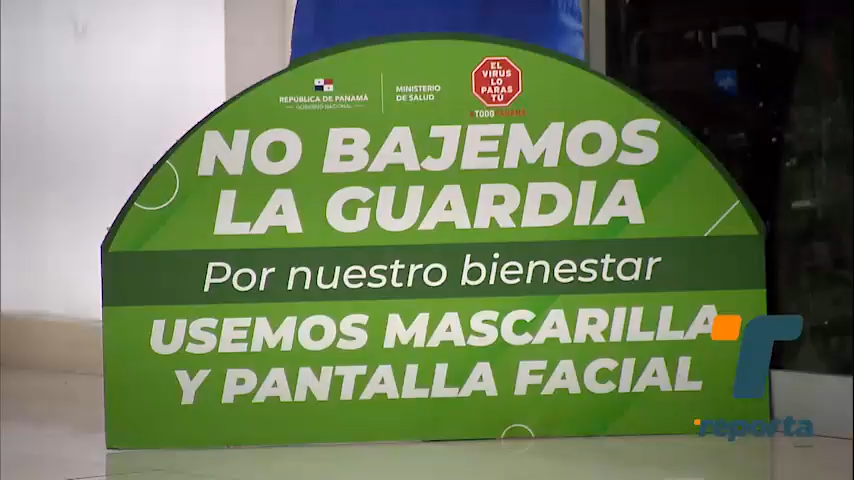 REPÚBLICA DE PANAMÁ
GOBIERNO NACIONAL
MINISTERIO
DE SALUD
EL
VIRUS
LO
PARAS
TÚ
NO BAJEMOS
LA GUARDIA
Por nuestro bienestar
USEMOS MASCARILLA
Y PANTALLA FACIAL
reporta